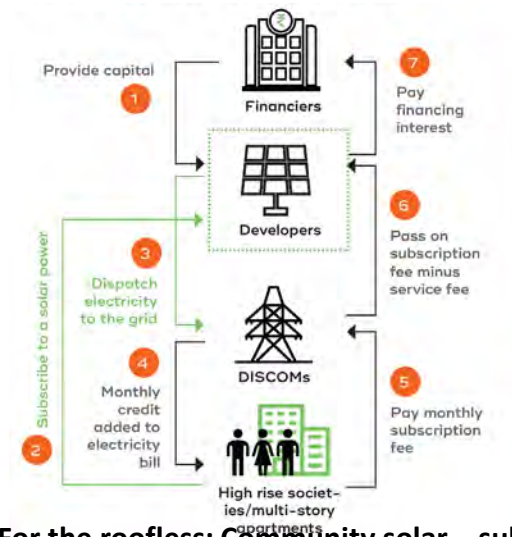 ₹
Financiers
Provide capital
1
7
Pay
financing
interest
Developers
6
Pass on
subscription
fee minus
service fee
Subscribe to a solar power
2
3
Dispatch
electricity
to the grid
DISCOMs
4
Monthly
credit
added to
electricity
bill
5
Pay monthly
subscription
fee
High rise societ-
ies/multi-story
apartments
For the roofless: Community solar – sul